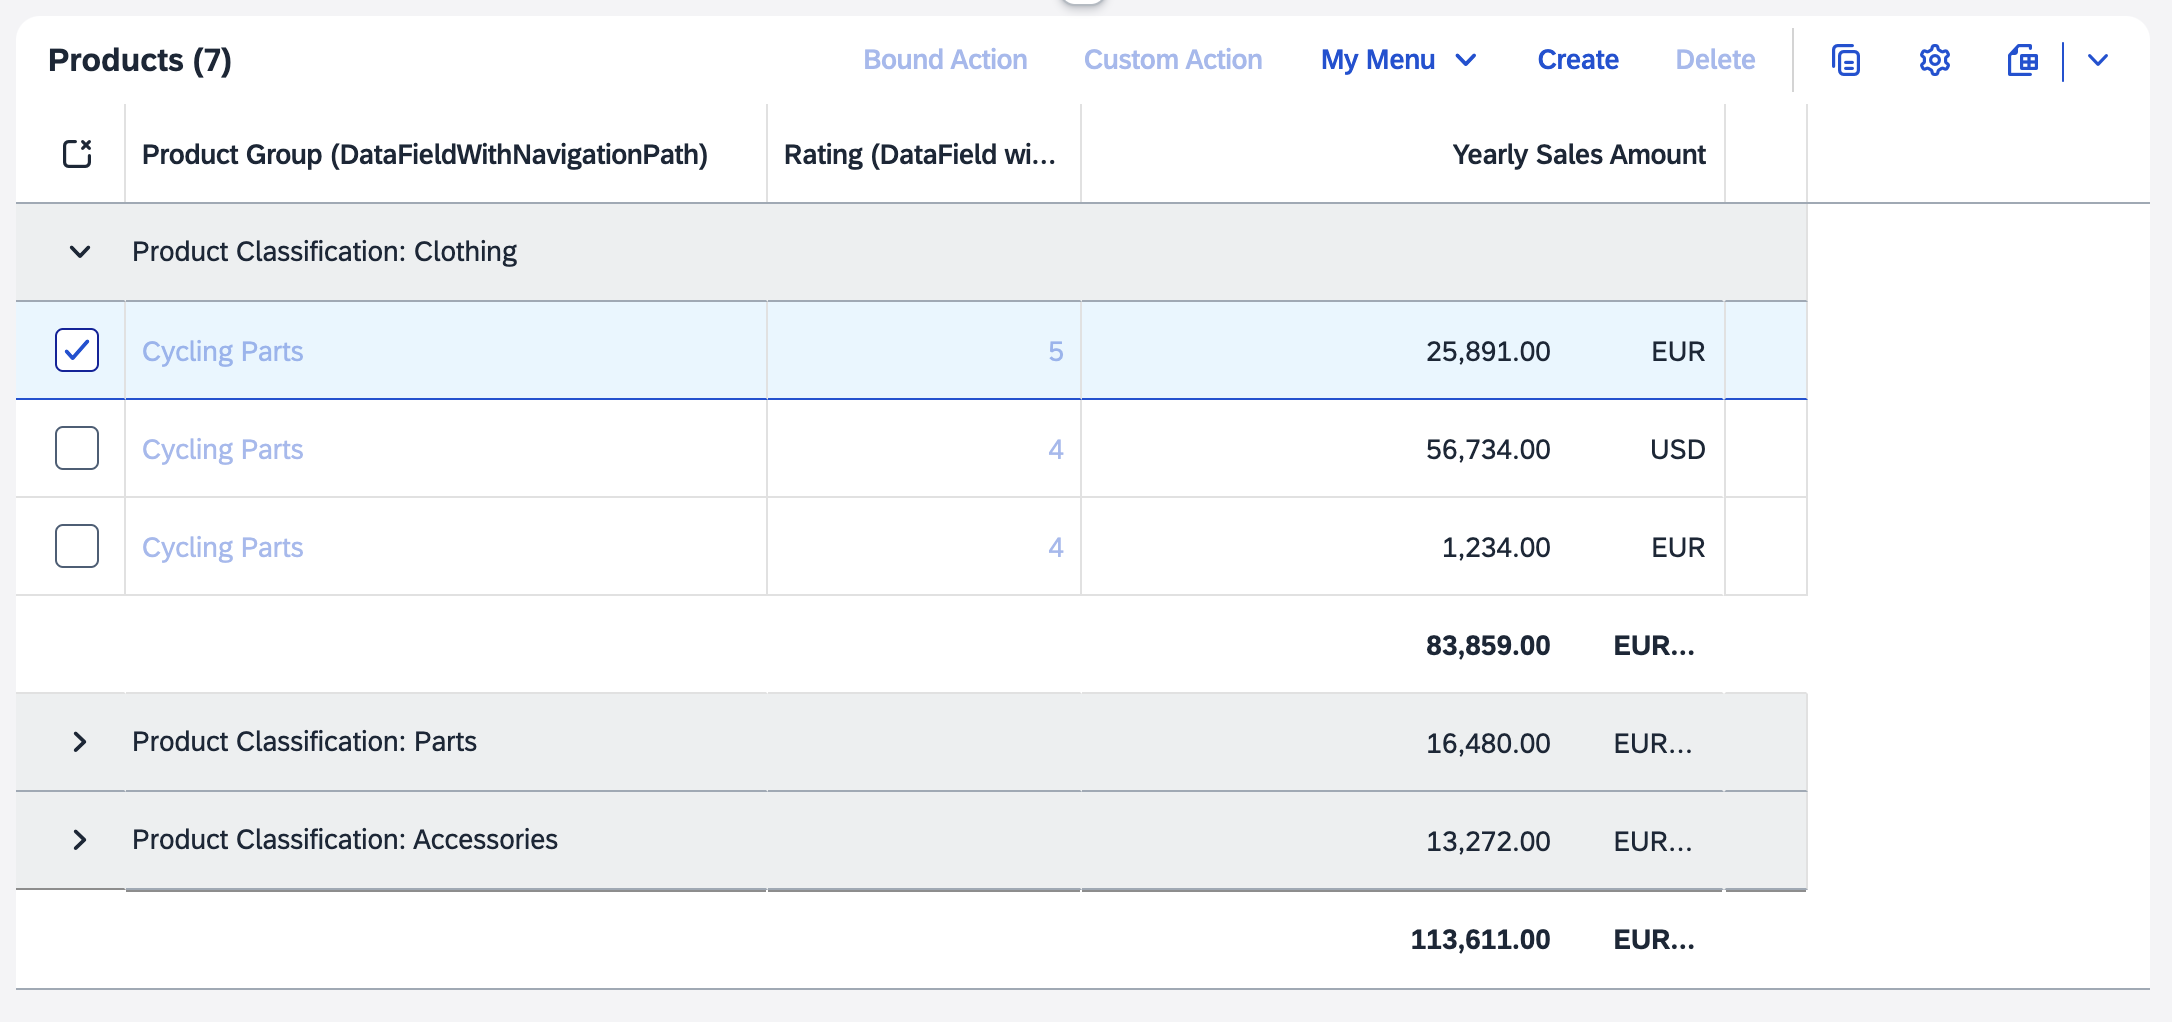 Products (7)
Bound Action
Custom Action
My Menu
Create
Delete
Product Group (DataFieldWithNavigationPath)
Rating (DataField wi...
Yearly Sales Amount
Product Classification: Clothing
Cycling Parts 5 25,891.00 EUR
Cycling Parts 4 56,734.00 USD
Cycling Parts 4 1,234.00 EUR
83,859.00 EUR...
Product Classification: Parts 16,480.00 EUR...
Product Classification: Accessories 13,272.00 EUR...
113,611.00 EUR...